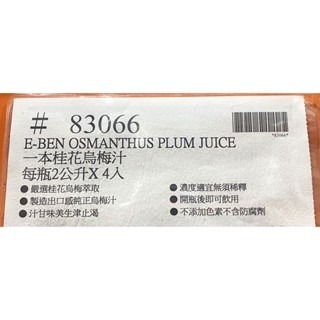 # 83066
*83066*
E-BEN OSMANTHUS PLUM JUICE
一本桂花烏梅汁
每瓶2公升X 4入
●嚴選桂花烏梅萃取
●製造出口感純正烏梅汁
●汁甘味美生津止渴
●濃度適宜無須稀釋
●開瓶後即可飲用
●不添加色素不含防腐劑